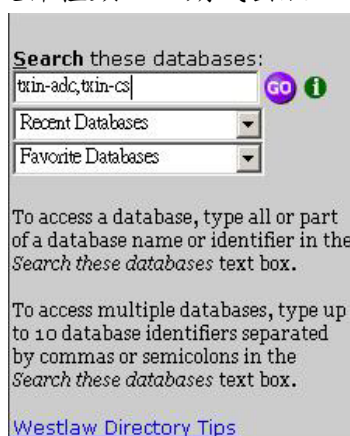 Search these databases:
txin-adc,txin-cs
GO i
Recent Databases
Favorite Databases
To access a database, type all or part
of a database name or identifier in the
Search these databases text box.
To access multiple databases, type up
to 10 database identifiers separated
by commas or semicolons in the
Search these databases text box.
Westlaw Directory Tips